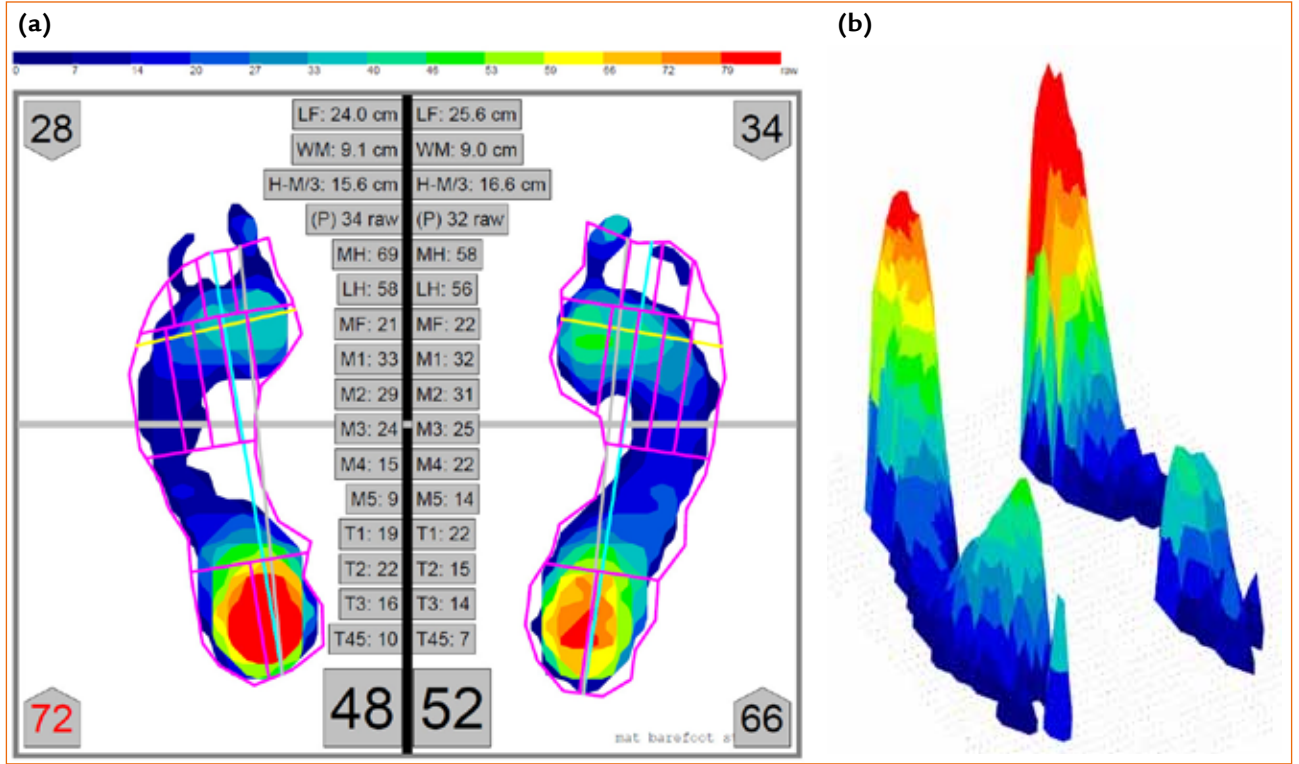 (a) (b)
0 7 14 20 27 33 40 46 53 59 66 72 79 raw
28 34
LF: 24.0 cm LF: 25.6 cm
WM: 9.1 cm WM: 9.0 cm
H-M/3: 15.6 cm H-M/3: 16.6 cm
(P) 34 raw (P) 32 raw
MH: 69 MH: 58
LH: 58 LH: 56
MF: 21 MF: 22
M1: 33 M1: 32
M2: 29 M2: 31
M3: 24 M3: 25
M4: 15 M4: 22
M5: 9 M5: 14
T1: 19 T1: 22
T2: 22 T2: 15
T3: 16 T3: 14
T45: 10 T45: 7
72 48 52 66
mat barefoot